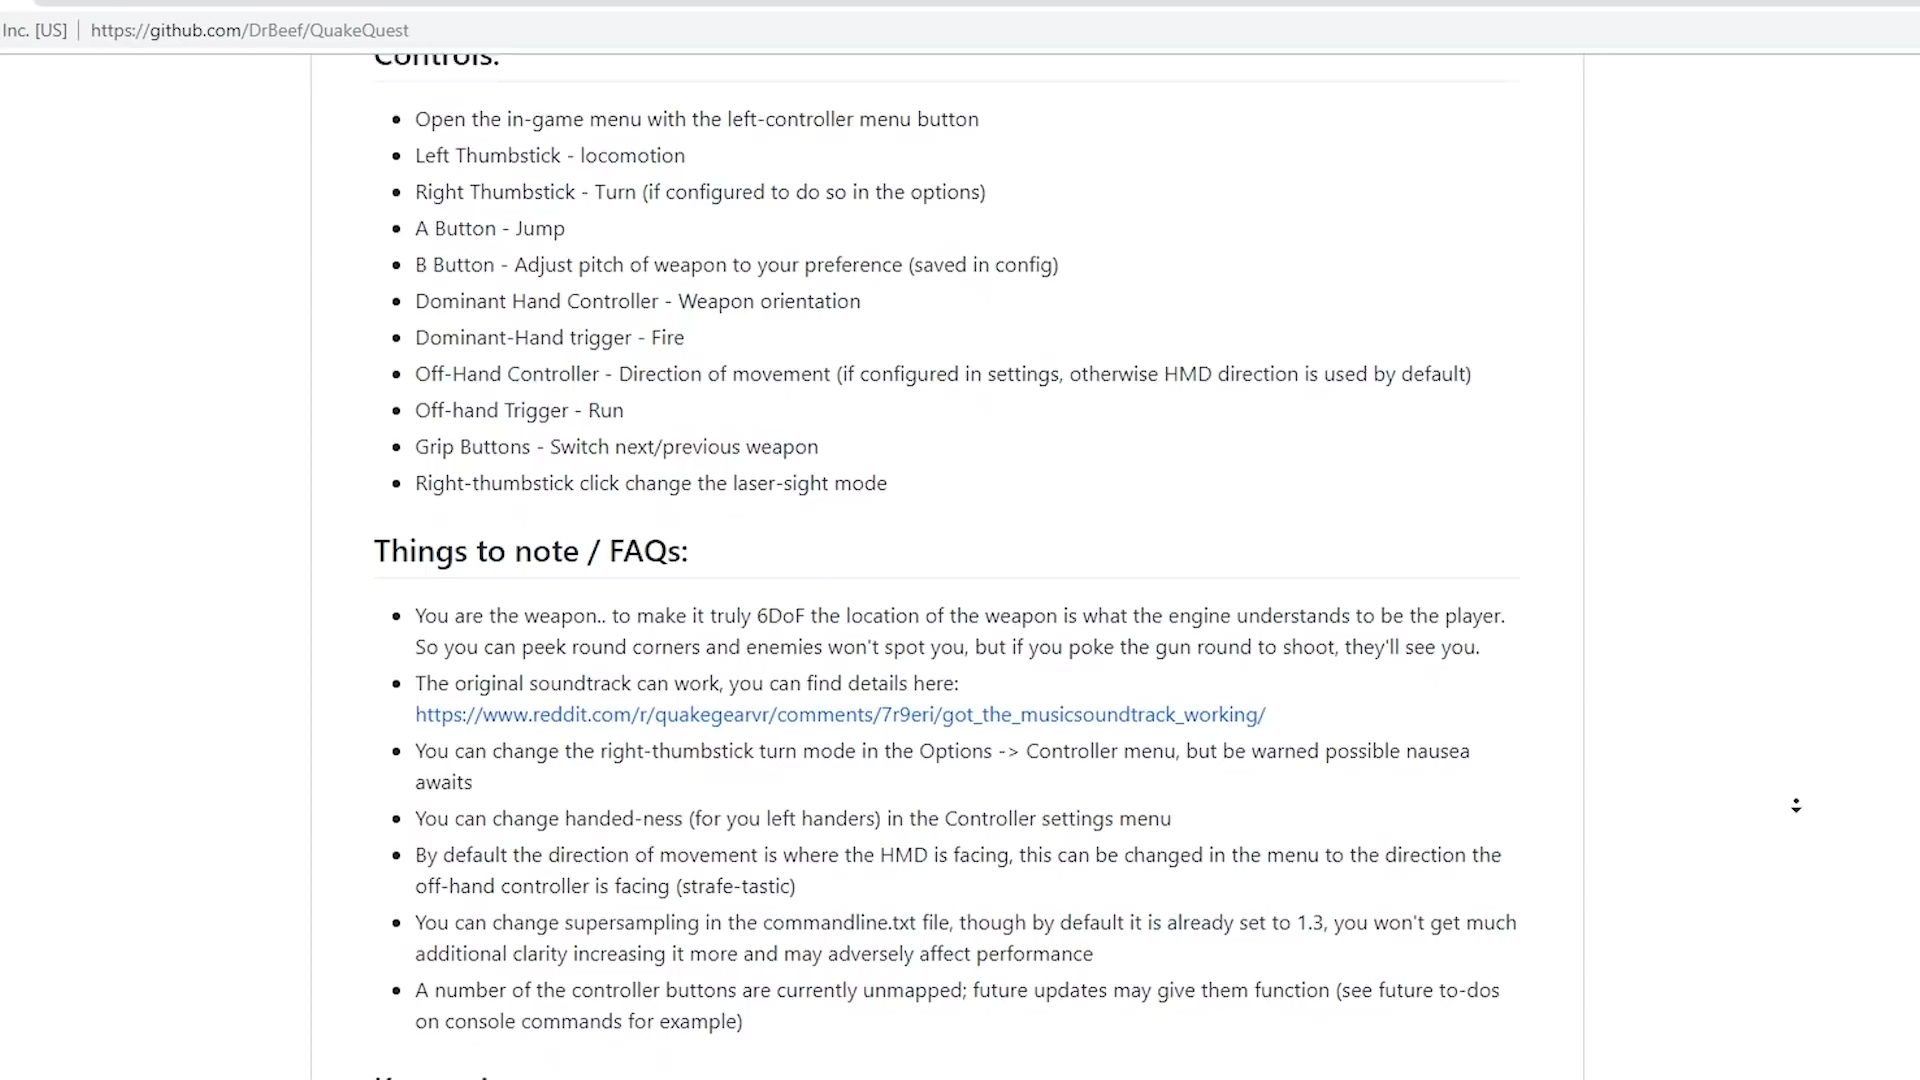 Inc. [US] | https://github.com/DrBeef/QuakeQuest
Controls:
Open the in-game menu with the left-controller menu button
Left Thumbstick - locomotion
Right Thumbstick - Turn (if configured to do so in the options)
A Button - Jump
B Button - Adjust pitch of weapon to your preference (saved in config)
Dominant Hand Controller - Weapon orientation
Dominant-Hand trigger - Fire
Off-Hand Controller - Direction of movement (if configured in settings, otherwise HMD direction is used by default)
Off-hand Trigger - Run
Grip Buttons - Switch next/previous weapon
Right-thumbstick click change the laser-sight mode
Things to note / FAQs:
You are the weapon.. to make it truly 6DoF the location of the weapon is what the engine understands to be the player.
So you can peek round corners and enemies won't spot you, but if you poke the gun round to shoot, they'll see you.
The original soundtrack can work, you can find details here:
https://www.reddit.com/r/quakegearvr/comments/7r9eri/got_the_musicsoundtrack_working/
You can change the right-thumbstick turn mode in the Options -> Controller menu, but be warned possible nausea
awaits
You can change handed-ness (for you left handers) in the Controller settings menu
By default the direction of movement is where the HMD is facing, this can be changed in the menu to the direction the
off-hand controller is facing (strafe-tastic)
You can change supersampling in the commandline.txt file, though by default it is already set to 1.3, you won't get much
additional clarity increasing it more and may adversely affect performance
A number of the controller buttons are currently unmapped; future updates may give them function (see future to-dos
on console commands for example)